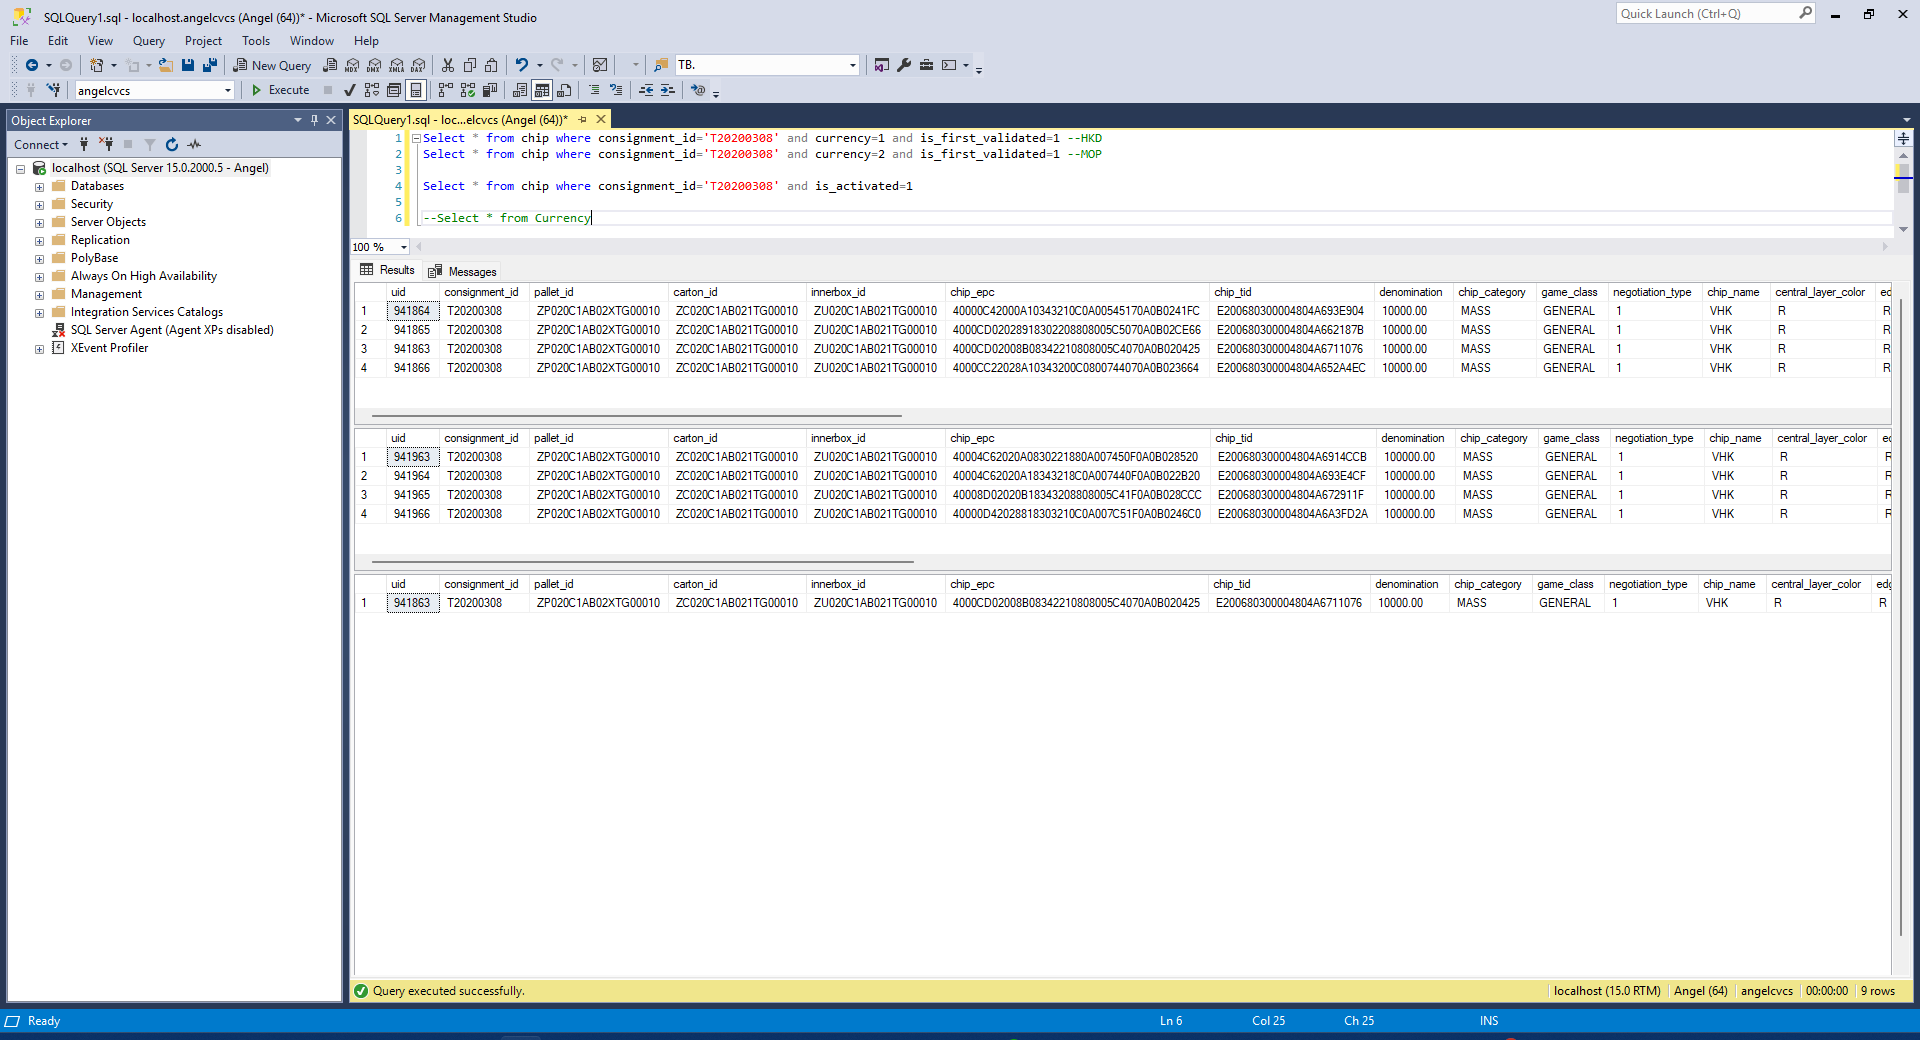 SQLQuery1.sql - localhost.angelcvcs (Angel (64))* - Microsoft SQL Server Management Studio
Quick Launch (Ctrl+Q)
File Edit View Query Project Tools Window Help
New Query MDX DMX XMLA DAX TB.
angelcvcs Execute
Object Explorer
Connect
localhost (SQL Server 15.0.2000.5 - Angel)
Databases
Security
Server Objects
Replication
PolyBase
Always On High Availability
Management
Integration Services Catalogs
SQL Server Agent (Agent XPs disabled)
XEvent Profiler
SQLQuery1.sql - loc...elcvcs (Angel (64))*
1 Select * from chip where consignment_id='T20200308' and currency=1 and is_first_validated=1 --HKD
2 Select * from chip where consignment_id='T20200308' and currency=2 and is_first_validated=1 --MOP
3
4 Select * from chip where consignment_id='T20200308' and is_activated=1
5
6 --Select * from Currency
100 %
Results Messages
uid consignment_id pallet_id carton_id innerbox_id chip_epc chip_tid denomination chip_category game_class negotiation_type chip_name central_layer_color ed
1 941864 T20200308 ZP020C1AB02XTG00010 ZC020C1AB021TG00010 ZU020C1AB021TG00010 40000C42000A10343210C0A00545170A0B0241FC E200680300004804A693E904 10000.00 MASS GENERAL 1 VHK R R
2 941865 T20200308 ZP020C1AB02XTG00010 ZC020C1AB021TG00010 ZU020C1AB021TG00010 4000CD02028918302208808005C5070A0B02CE66 E200680300004804A662187B 10000.00 MASS GENERAL 1 VHK R R
3 941863 T20200308 ZP020C1AB02XTG00010 ZC020C1AB021TG00010 ZU020C1AB021TG00010 4000CD02008B08342210808005C4070A0B020425 E200680300004804A6711076 10000.00 MASS GENERAL 1 VHK R R
4 941866 T20200308 ZP020C1AB02XTG00010 ZC020C1AB021TG00010 ZU020C1AB021TG00010 4000CC22028A10343200C0800744070A0B023664 E200680300004804A652A4EC 10000.00 MASS GENERAL 1 VHK R R
uid consignment_id pallet_id carton_id innerbox_id chip_epc chip_tid denomination chip_category game_class negotiation_type chip_name central_layer_color ec
1 941963 T20200308 ZP020C1AB02XTG00010 ZC020C1AB021TG00010 ZU020C1AB021TG00010 40004C62020A0830221880A007450F0A0B028520 E200680300004804A6914CCB 100000.00 MASS GENERAL 1 VHK R R
2 941964 T20200308 ZP020C1AB02XTG00010 ZC020C1AB021TG00010 ZU020C1AB021TG00010 40004C62020A18343218C0A007440F0A0B022B20 E200680300004804A693E4CF 100000.00 MASS GENERAL 1 VHK R R
3 941965 T20200308 ZP020C1AB02XTG00010 ZC020C1AB021TG00010 ZU020C1AB021TG00010 40008D02020B18343208808005C41F0A0B028CCC E200680300004804A672911F 100000.00 MASS GENERAL 1 VHK R R
4 941966 T20200308 ZP020C1AB02XTG00010 ZC020C1AB021TG00010 ZU020C1AB021TG00010 40000D42028818303210C0A007C51F0A0B0246C0 E200680300004804A6A3FD2A 100000.00 MASS GENERAL 1 VHK R R
uid consignment_id pallet_id carton_id innerbox_id chip_epc chip_tid denomination chip_category game_class negotiation_type chip_name central_layer_color edg
1 941863 T20200308 ZP020C1AB02XTG00010 ZC020C1AB021TG00010 ZU020C1AB021TG00010 4000CD02008B08342210808005C4070A0B020425 E200680300004804A6711076 10000.00 MASS GENERAL 1 VHK R R
Query executed successfully. localhost (15.0 RTM) Angel (64) angelcvcs 00:00:00 9 rows
Ready Ln 6 Col 25 Ch 25 INS